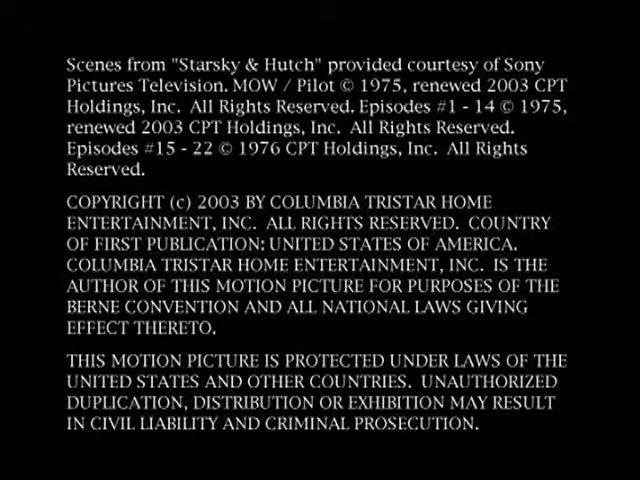 Scenes from "Starsky & Hutch" provided courtesy of Sony
Pictures Television. MOW / Pilot © 1975, renewed 2003 CPT
Holdings, Inc.  All Rights Reserved. Episodes #1 - 14 © 1975,
renewed 2003 CPT Holdings, Inc.  All Rights Reserved.
Episodes #15 - 22 © 1976 CPT Holdings, Inc.  All Rights
Reserved.
COPYRIGHT (c) 2003 BY COLUMBIA TRISTAR HOME
ENTERTAINMENT, INC.  ALL RIGHTS RESERVED.  COUNTRY
OF FIRST PUBLICATION: UNITED STATES OF AMERICA.
COLUMBIA TRISTAR HOME ENTERTAINMENT, INC.  IS THE
AUTHOR OF THIS MOTION PICTURE FOR PURPOSES OF THE
BERNE CONVENTION AND ALL NATIONAL LAWS GIVING
EFFECT THERETO.
THIS MOTION PICTURE IS PROTECTED UNDER LAWS OF THE
UNITED STATES AND OTHER COUNTRIES.  UNAUTHORIZED
DUPLICATION, DISTRIBUTION OR EXHIBITION MAY RESULT
IN CIVIL LIABILITY AND CRIMINAL PROSECUTION.